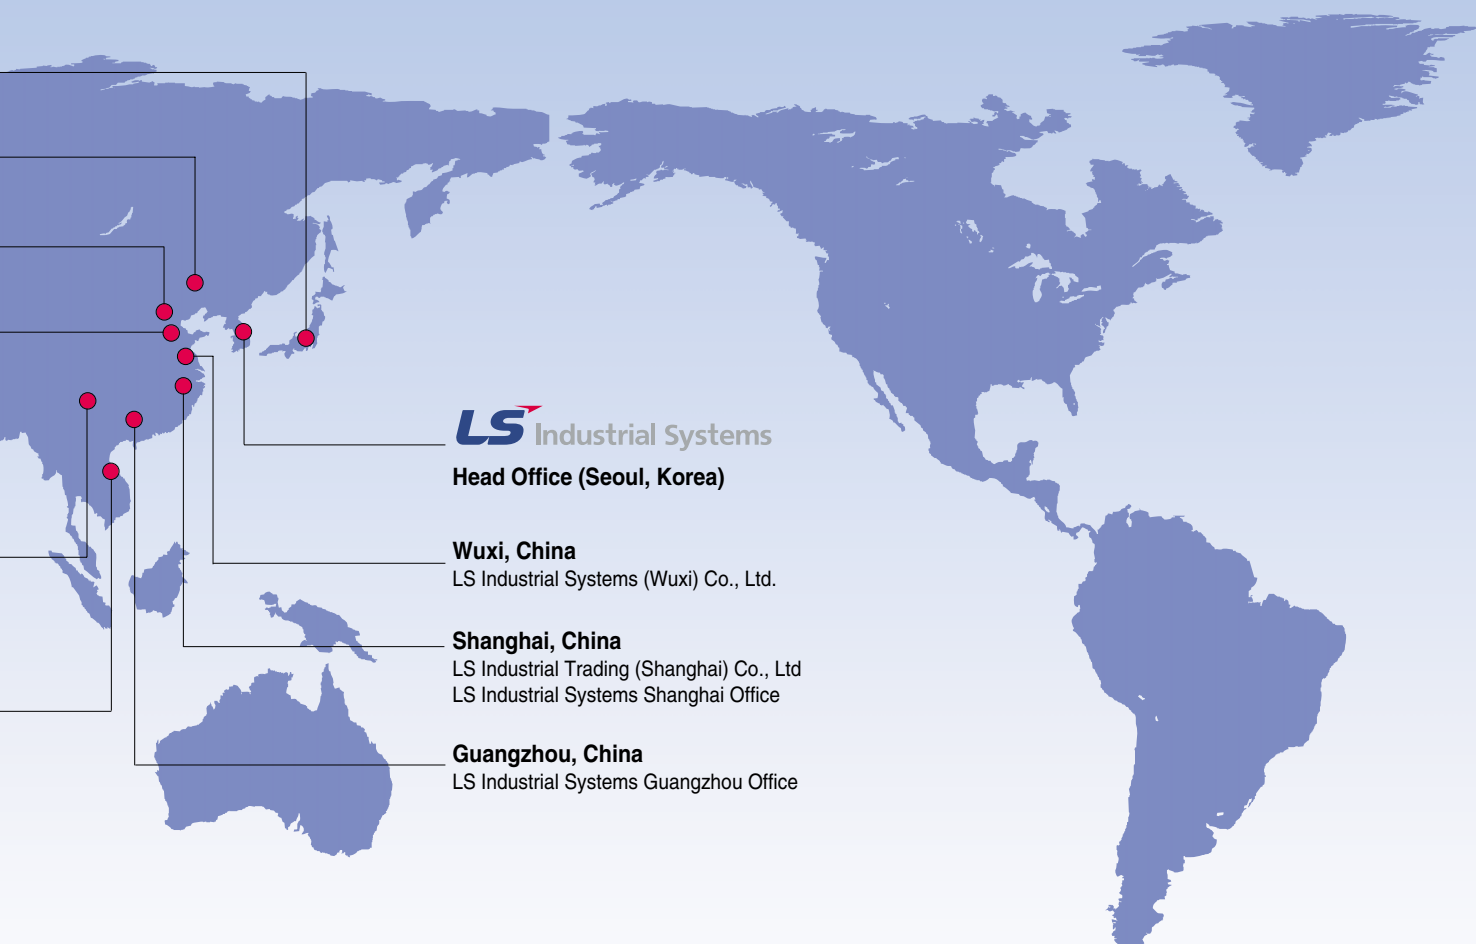 LS Industrial Systems
Head Office (Seoul, Korea)
Wuxi, China
LS Industrial Systems (Wuxi) Co., Ltd.
Shanghai, China
LS Industrial Trading (Shanghai) Co., Ltd
LS Industrial Systems Shanghai Office
Guangzhou, China
LS Industrial Systems Guangzhou Office